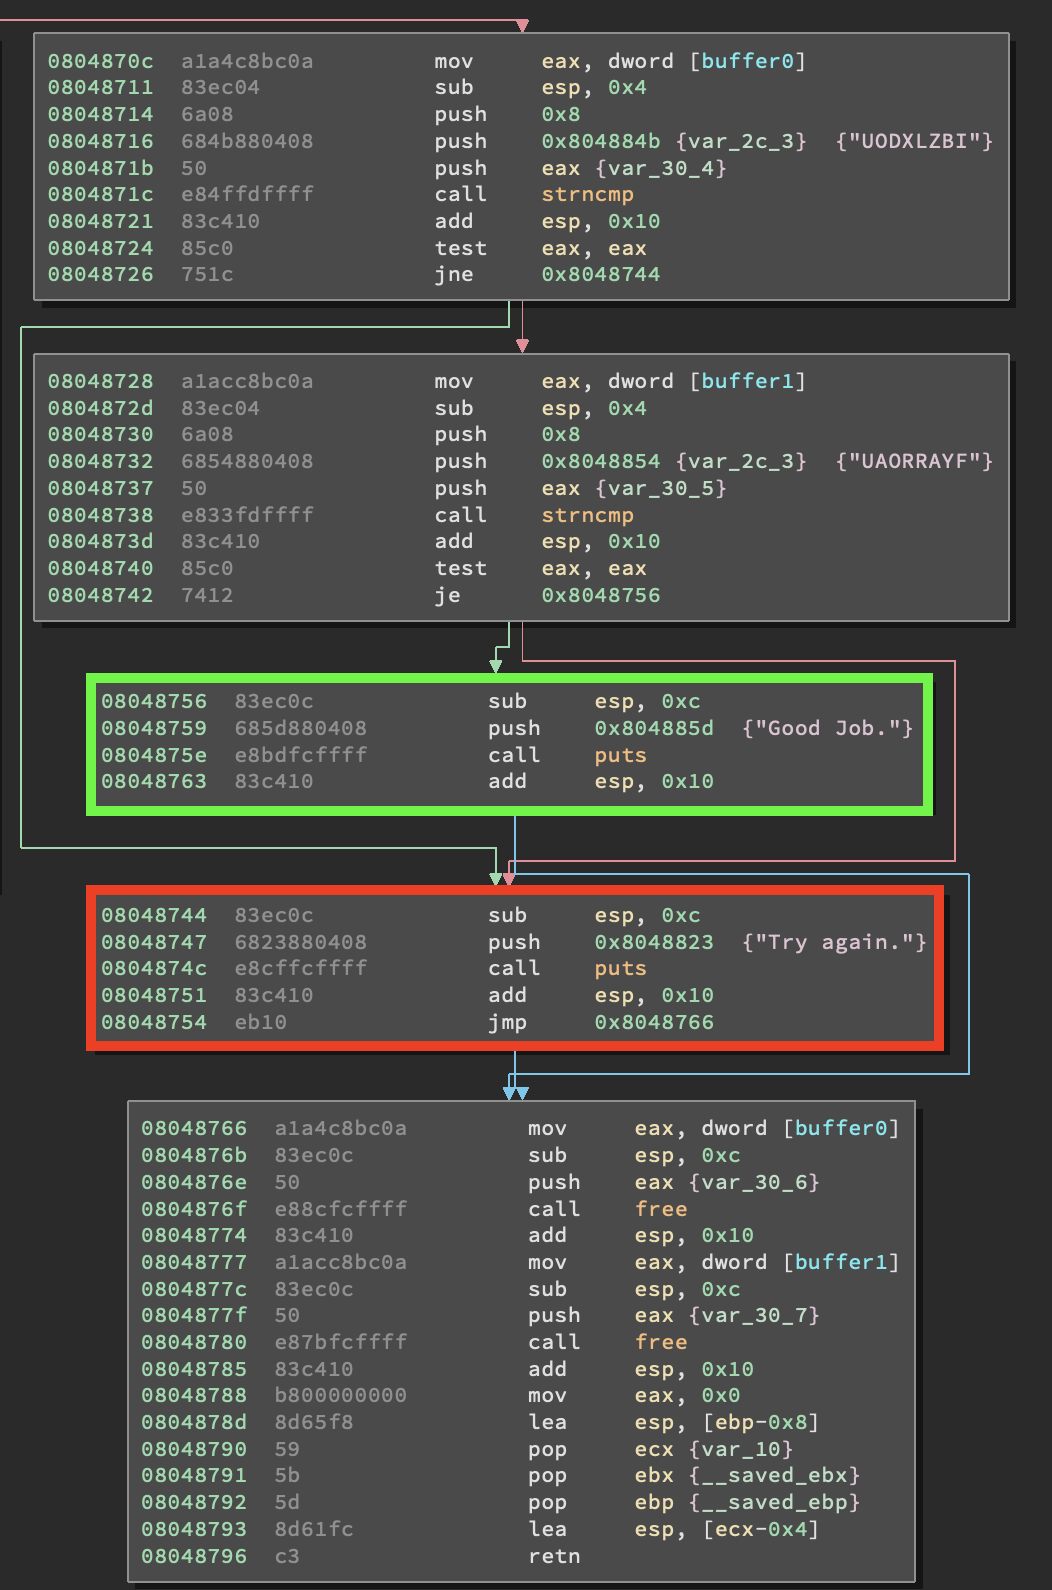 0804870c a1a4c8bc0a mov eax, dword [buffer0]
08048711 83ec04 sub esp, 0x4
08048714 6a08 push 0x8
08048716 684b880408 push 0x804884b {var_2c_3} {"UODXLZBI"}
0804871b 50 push eax {var_30_4}
0804871c e84ffdffff call strncmp
08048721 83c410 add esp, 0x10
08048724 85c0 test eax, eax
08048726 751c jne 0x8048744
08048728 a1acc8bc0a mov eax, dword [buffer1]
0804872d 83ec04 sub esp, 0x4
08048730 6a08 push 0x8
08048732 6854880408 push 0x8048854 {var_2c_3} {"UAORRAYF"}
08048737 50 push eax {var_30_5}
08048738 e833fdffff call strncmp
0804873d 83c410 add esp, 0x10
08048740 85c0 test eax, eax
08048742 7412 je 0x8048756
08048756 83ec0c sub esp, 0xc
08048759 685d880408 push 0x804885d {"Good Job."}
0804875e e8bdfcffff call puts
08048763 83c410 add esp, 0x10
08048744 83ec0c sub esp, 0xc
08048747 6823880408 push 0x8048823 {"Try again."}
0804874c e8cffcffff call puts
08048751 83c410 add esp, 0x10
08048754 eb10 jmp 0x8048766
08048766 a1a4c8bc0a mov eax, dword [buffer0]
0804876b 83ec0c sub esp, 0xc
0804876e 50 push eax {var_30_6}
0804876f e88cfcffff call free
08048774 83c410 add esp, 0x10
08048777 a1acc8bc0a mov eax, dword [buffer1]
0804877c 83ec0c sub esp, 0xc
0804877f 50 push eax {var_30_7}
08048780 e87bfcffff call free
08048785 83c410 add esp, 0x10
08048788 b800000000 mov eax, 0x0
0804878d 8d65f8 lea esp, [ebp-0x8]
08048790 59 pop ecx {var_10}
08048791 5b pop ebx {__saved_ebx}
08048792 5d pop ebp {__saved_ebp}
08048793 8d61fc lea esp, [ecx-0x4]
08048796 c3 retn